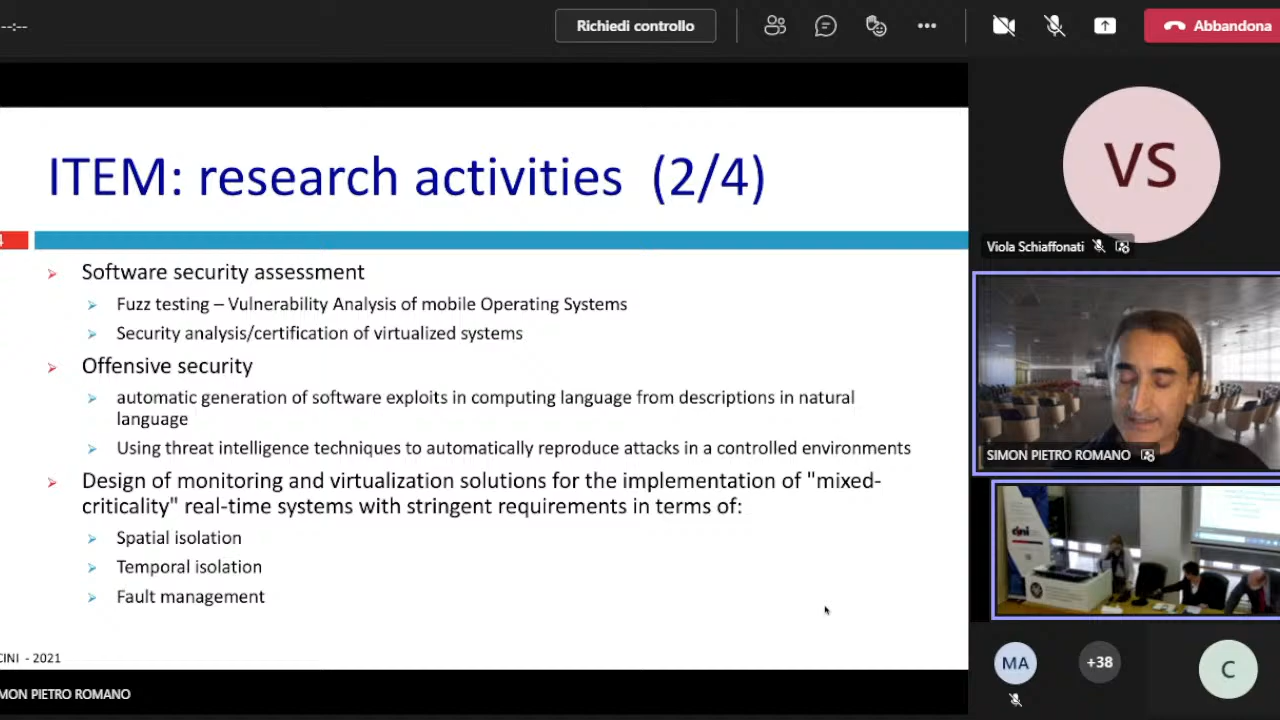 --:--
Richiedi controllo
Abbandona
ITEM: research activities (2/4)
4
Software security assessment
Fuzz testing – Vulnerability Analysis of mobile Operating Systems
Security analysis/certification of virtualized systems
Offensive security
automatic generation of software exploits in computing language from descriptions in natural
language
Using threat intelligence techniques to automatically reproduce attacks in a controlled environments
Design of monitoring and virtualization solutions for the implementation of "mixed-
criticality" real-time systems with stringent requirements in terms of:
Spatial isolation
Temporal isolation
Fault management
CINI - 2021
MON PIETRO ROMANO
VS
Viola Schiaffonati
SIMON PIETRO ROMANO
cini
MA
+38
C